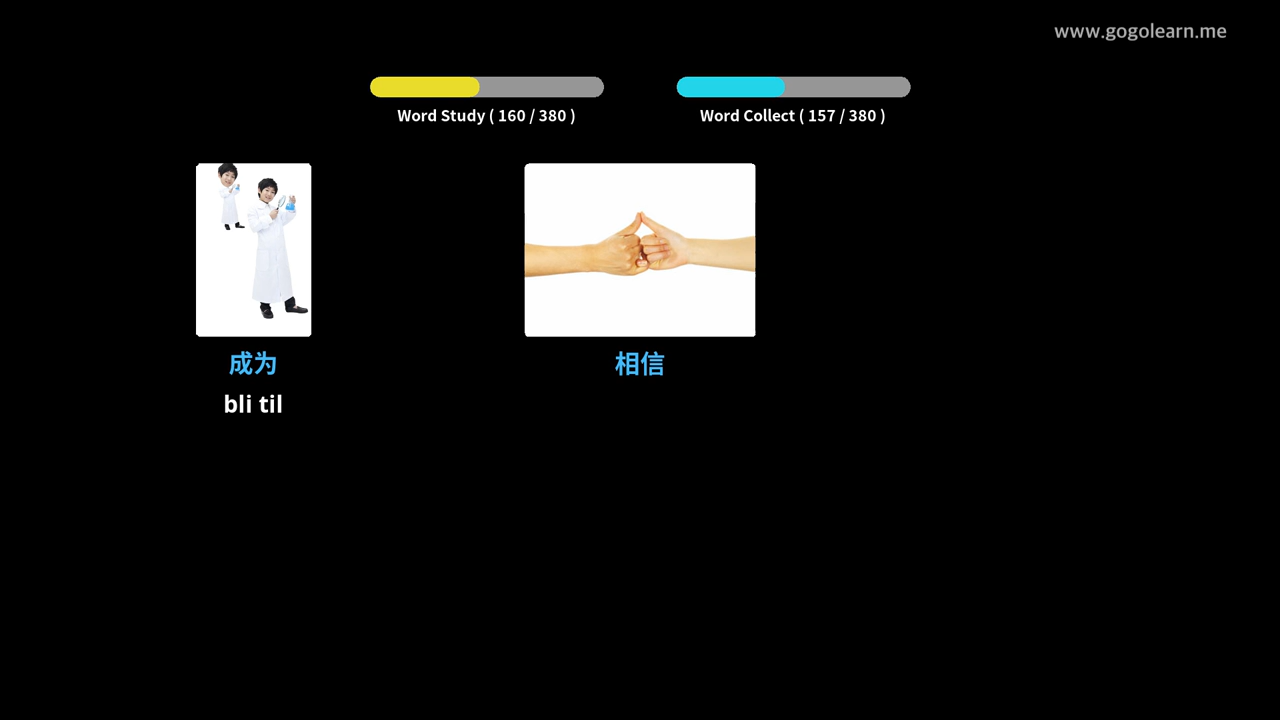 www.gogolearn.me
Word Study ( 160 / 380 )
Word Collect ( 157 / 380 )
成为
bli til
相信